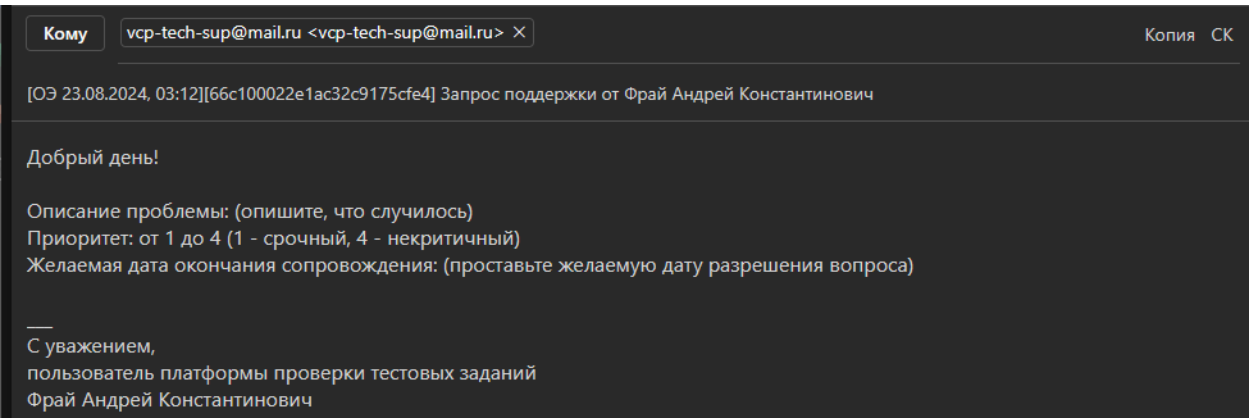 Кому
vcp-tech-sup@mail.ru <vcp-tech-sup@mail.ru> ×
Копия СК
[ОЭ 23.08.2024, 03:12][66c100022e1ac32c9175cfe4] Запрос поддержки от Фрай Андрей Константинович
Добрый день!
Описание проблемы: (опишите, что случилось)
Приоритет: от 1 до 4 (1 - срочный, 4 - некритичный)
Желаемая дата окончания сопровождения: (проставьте желаемую дату разрешения вопроса)
___
С уважением,
пользователь платформы проверки тестовых заданий
Фрай Андрей Константинович